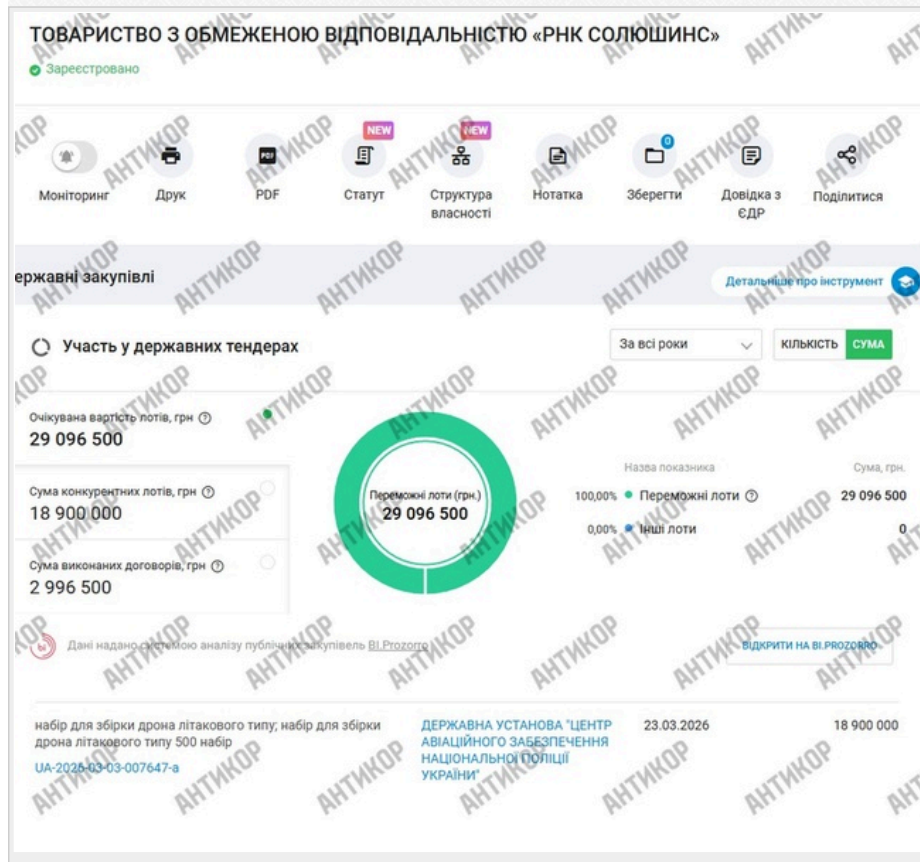 ТОВАРИСТВО З ОБМЕЖЕНОЮ ВІДПОВІДАЛЬНІСТЮ «РНК СОЛЮШИНС»
Зареєстровано
NEW
NEW
0
PDF
Моніторинг
Друк
PDF
Статут
Структура
власності
Нотатка
Зберегти
Довідка з
ЄДР
Поділитися
ержавні закупівлі
Детальніше про інструмент
Участь у державних тендерах
За всі роки
КІЛЬКІСТЬ
СУМА
Очікувана вартість лотів, грн
29 096 500
Сума конкурентних лотів, грн
18 900 000
Сума виконаних договорів, грн
2 996 500
Переможні лоти (грн.)
29 096 500
Назва показника
Сума, грн.
100,00% Переможні лоти 29 096 500
0,00% Інші лоти 0
bi
Дані надано системою аналізу публічних закупівель BI.Prozorro
ВІДКРИТИ НА BI.PROZORRO
набір для збірки дрона літакового типу; набір для збірки
дрона літакового типу 500 набір
UA-2026-03-03-007647-a
ДЕРЖАВНА УСТАНОВА "ЦЕНТР
АВІАЦІЙНОГО ЗАБЕЗПЕЧЕННЯ
НАЦІОНАЛЬНОЇ ПОЛІЦІЇ
УКРАЇНИ"
23.03.2026
18 900 000
АНТИКОР